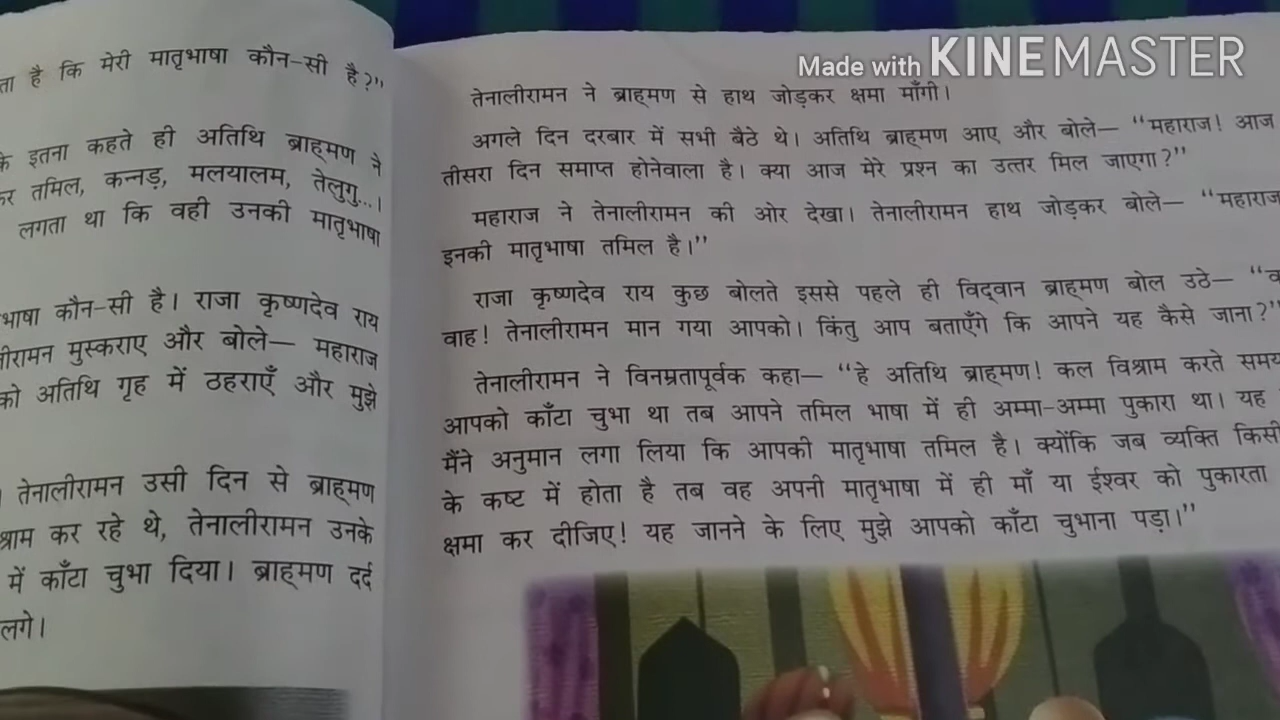 Made with KINEMASTER
ता है कि मेरी मातृभाषा कौन-सी है?”
के इतना कहते ही अतिथि ब्राह्मण ने
कर तमिल, कन्नड़, मलयालम, तेलुगु...।
लगता था कि वही उनकी मातृभाषा
भाषा कौन-सी है। राजा कृष्णदेव राय
लीरामन मुस्कराए और बोले— महाराज
को अतिथि गृह में ठहराएँ और मुझे
तेनालीरामन उसी दिन से ब्राह्मण
श्राम कर रहे थे, तेनालीरामन उनके
में काँटा चुभा दिया। ब्राह्मण दर्द
लगे।
तेनालीरामन ने ब्राह्मण से हाथ जोड़कर क्षमा माँगी।
अगले दिन दरबार में सभी बैठे थे। अतिथि ब्राह्मण आए और बोले— “महाराज! आज
तीसरा दिन समाप्त होनेवाला है। क्या आज मेरे प्रश्न का उत्तर मिल जाएगा?”
महाराज ने तेनालीरामन की ओर देखा। तेनालीरामन हाथ जोड़कर बोले— “महाराज
इनकी मातृभाषा तमिल है।”
राजा कृष्णदेव राय कुछ बोलते इससे पहले ही विद्वान ब्राह्मण बोल उठे— “व
वाह! तेनालीरामन मान गया आपको। किंतु आप बताएँगे कि आपने यह कैसे जाना?”
तेनालीरामन ने विनम्रतापूर्वक कहा— “हे अतिथि ब्राह्मण! कल विश्राम करते समय
आपको काँटा चुभा था तब आपने तमिल भाषा में ही अम्मा-अम्मा पुकारा था। यह
मैंने अनुमान लगा लिया कि आपकी मातृभाषा तमिल है। क्योंकि जब व्यक्ति किसी
के कष्ट में होता है तब वह अपनी मातृभाषा में ही माँ या ईश्वर को पुकारता
क्षमा कर दीजिए! यह जानने के लिए मुझे आपको काँटा चुभाना पड़ा।”